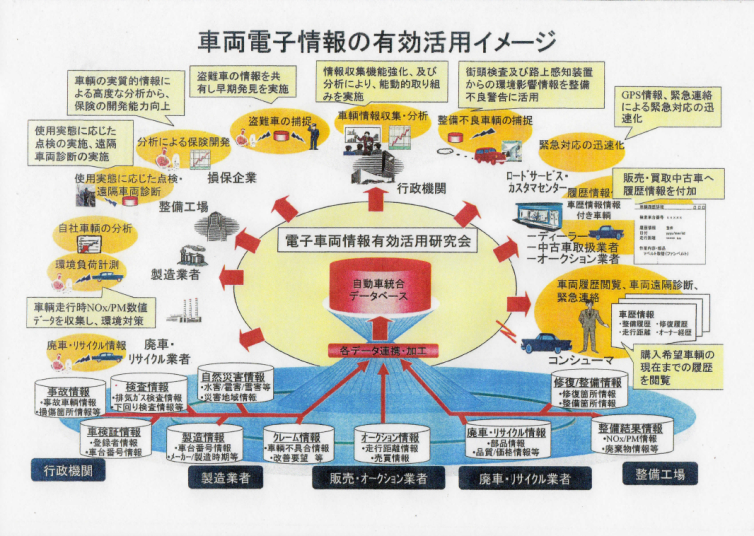 車両電子情報の有効活用イメージ
車輌の実質的情報に
よる高度な分析から、
保険の開発能力向上
盗難車の情報を共
有し早期発見を実施
情報収集機能強化、及び
分析により、能動的取り組
みを実施
街頭検査及び路上感知装置
からの環境影響情報を整備
不良警告に活用
GPS情報、緊急連絡
による緊急対応の迅
速化
使用実態に応じた
点検の実施、遠隔
車両診断の実施
分析による保険開発
盗難車の捕捉
車輌情報収集・分析
整備不良車輌の捕捉
緊急対応の迅速化
使用実態に応じた点検・
遠隔車両診断
損保企業
行政機関
ロードサービス・
カスタマセンター
販売・買取中古車へ
履歴情報を付加
整備工場
履歴情報
車歴情報情報
付き車輌
自社車輌の分析
環境負荷計測
製造業者
電子車両情報有効活用研究会
ーディーラー
ー中古車取扱業者
ーオークション業者
自動車統合
データベース
車両履歴閲覧、車両遠隔診断、
緊急連絡
車輌走行時NOx/PM数値
データを収集し、環境対策
車歴情報
・整備履歴 ・修復履歴
・走行距離 ・オーナー経歴
廃車・リサイクル情報
廃車・
リサイクル業者
各データ連携・加工
コンシューマ
購入希望車輌の
現在までの履歴
を閲覧
事故情報
・事故車輌情報
・損傷箇所情報等
検査情報
・排気ガス検査情報
・下回り検査情報等
自然災害情報
・水害/雹害/雪害等
・災害地域情報
修復/整備情報
・修復箇所情報
・整備箇所情報
車検証情報
・登録者情報
・車台番号情報
製造情報
・車台番号情報
・メーカー/製造時期等
クレーム情報
・車輌不具合情報
・改善要望 等
オークション情報
・走行距離情報
・売買情報
廃車・リサイクル情報
・部品情報
・品質/価格情報等
整備結果情報
・NOx/PM情報
・廃棄物情報等
行政機関
製造業者
販売・オークション業者
廃車・リサイクル業者
整備工場